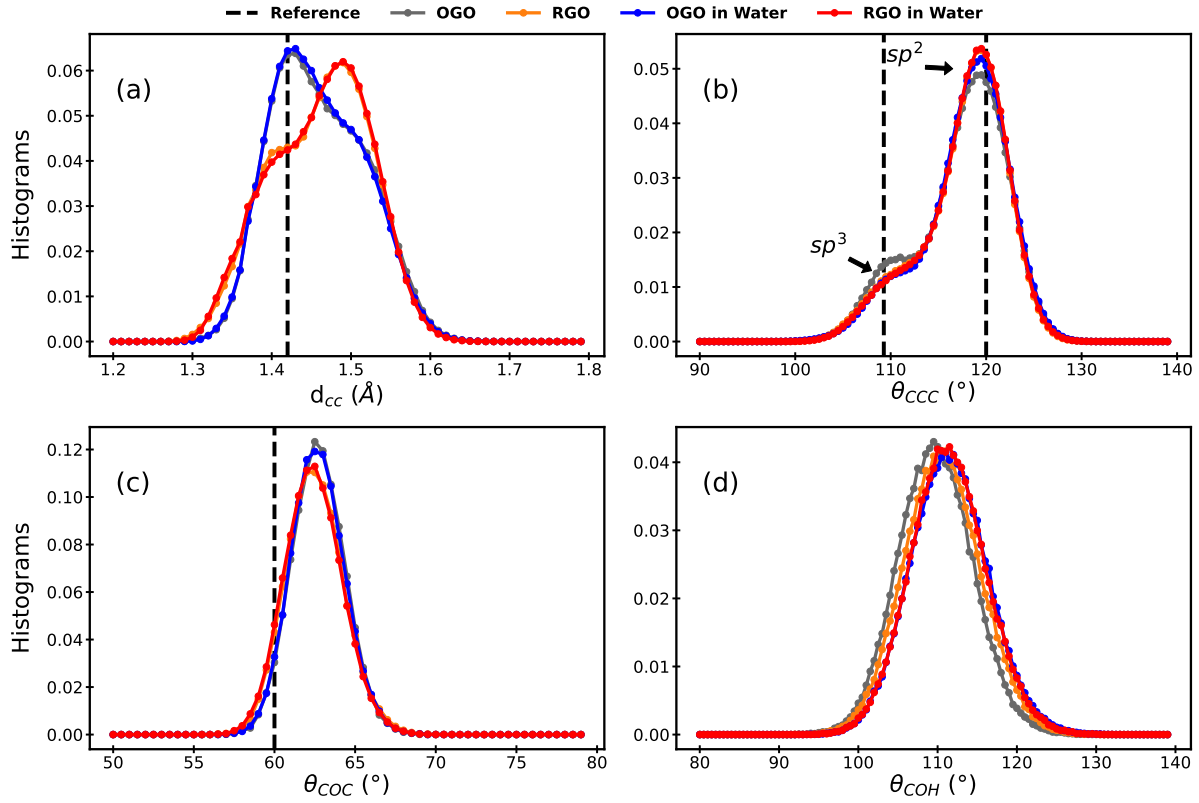 Reference OGO RGO OGO in Water RGO in Water
(a)
Histograms
0.00
0.01
0.02
0.03
0.04
0.05
0.06
1.2 1.3 1.4 1.5 1.6 1.7 1.8
d_cc (Å)
(b)
sp²
sp³
0.00
0.01
0.02
0.03
0.04
0.05
90 100 110 120 130 140
θ_CCC (°)
(c)
Histograms
0.00
0.02
0.04
0.06
0.08
0.10
0.12
50 55 60 65 70 75 80
θ_COC (°)
(d)
0.00
0.01
0.02
0.03
0.04
80 90 100 110 120 130 140
θ_COH (°)